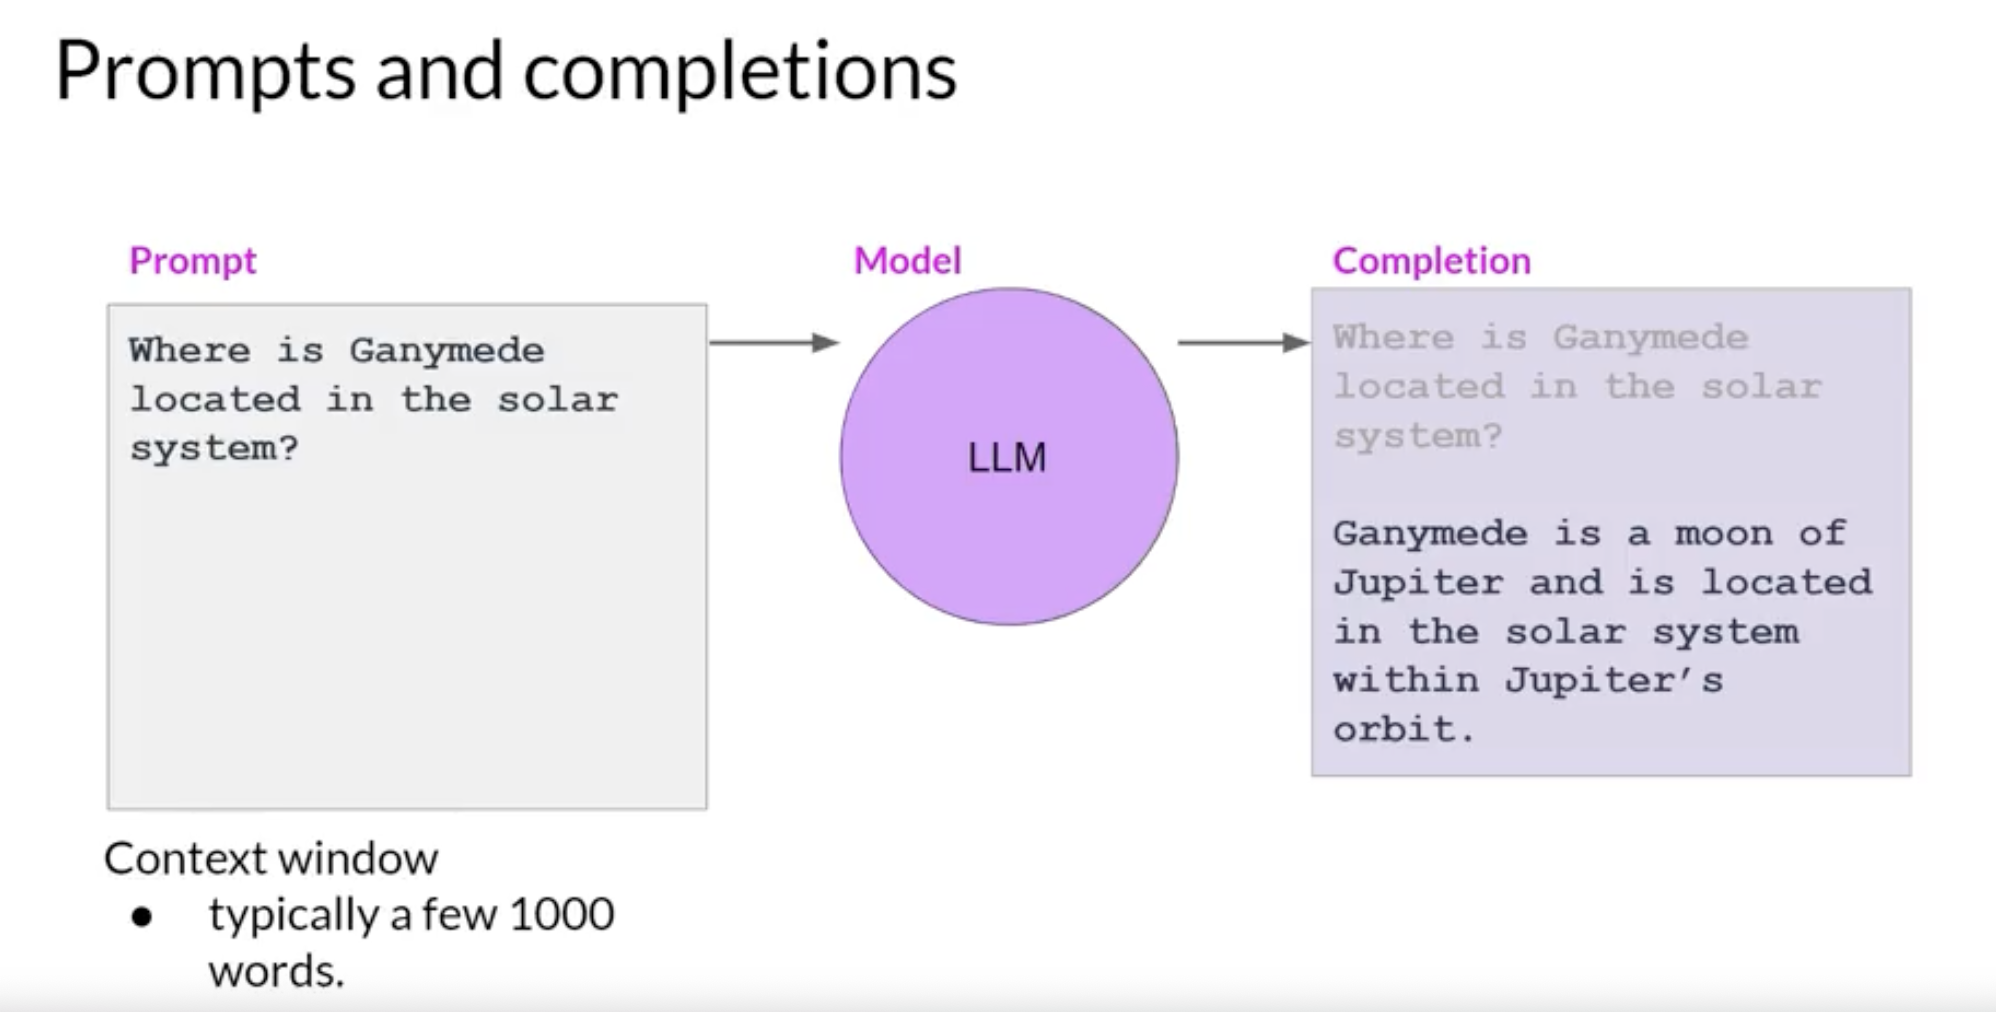 Prompts and completions
Prompt
Where is Ganymede
located in the solar
system?
Context window
● typically a few 1000
words.
Model
LLM
Completion
Where is Ganymede
located in the solar
system?
Ganymede is a moon of
Jupiter and is located
in the solar system
within Jupiter’s
orbit.